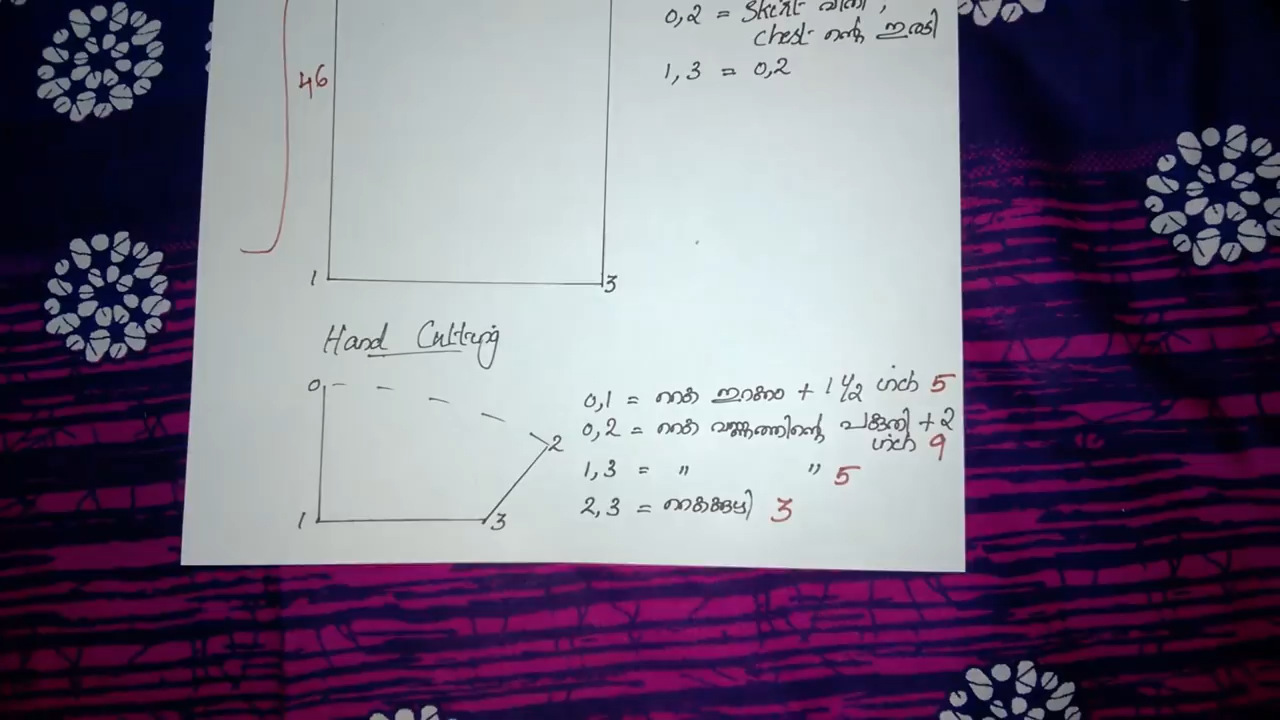 0,2 = Skirt
46
chest ന്റെ ഇരട്ടി
1,3 = 0,2
1
3
Hand Cutting
0
0,1 = കൈ ഇറക്കം + 1 1/2 ഇഞ്ച് 5
0,2 = കൈ വണ്ണത്തിന്റെ പകുതി + 2
2
ഇഞ്ച് 9
1,3 = " " 5
2,3 = കൈക്കുഴി 3
1
3